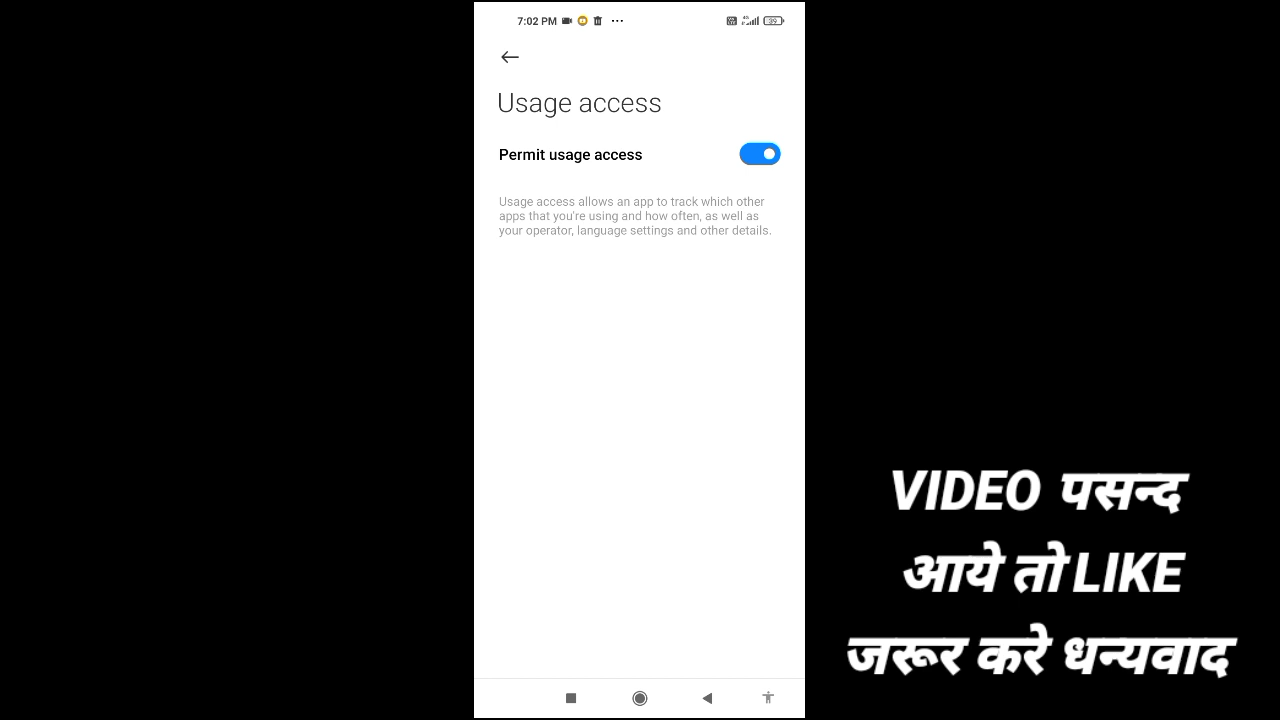 7:02 PM
39
Usage access
Permit usage access
Usage access allows an app to track which other
apps that you're using and how often, as well as
your operator, language settings and other details.
VIDEO पसन्द
आये तो LIKE
जरूर करे धन्यवाद